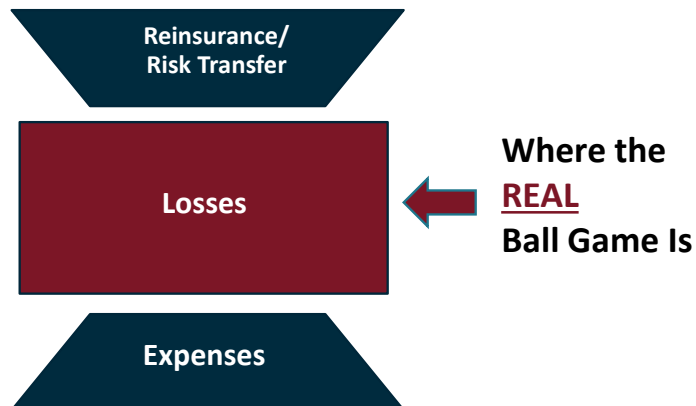 Reinsurance/
Risk Transfer
Losses
Where the
REAL
Ball Game Is
Expenses